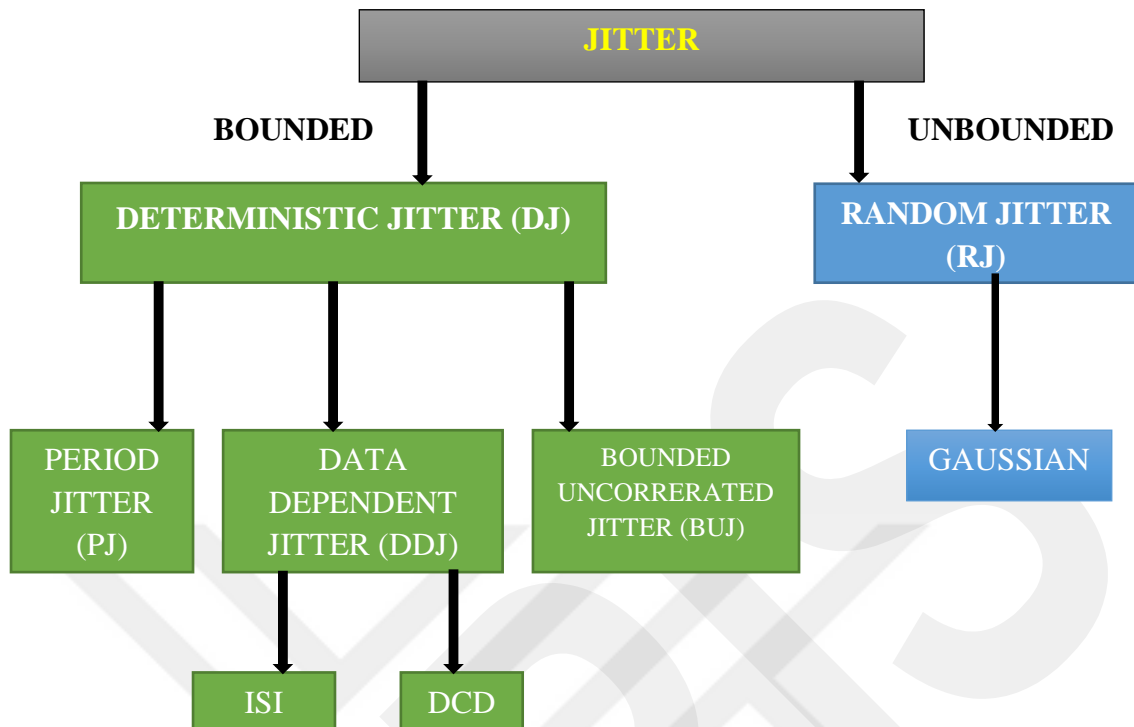 JITTER
BOUNDED
UNBOUNDED
DETERMINISTIC JITTER (DJ)
RANDOM JITTER
(RJ)
PERIOD
JITTER
(PJ)
DATA
DEPENDENT
JITTER (DDJ)
BOUNDED
UNCORRERATED
JITTER (BUJ)
GAUSSIAN
ISI
DCD